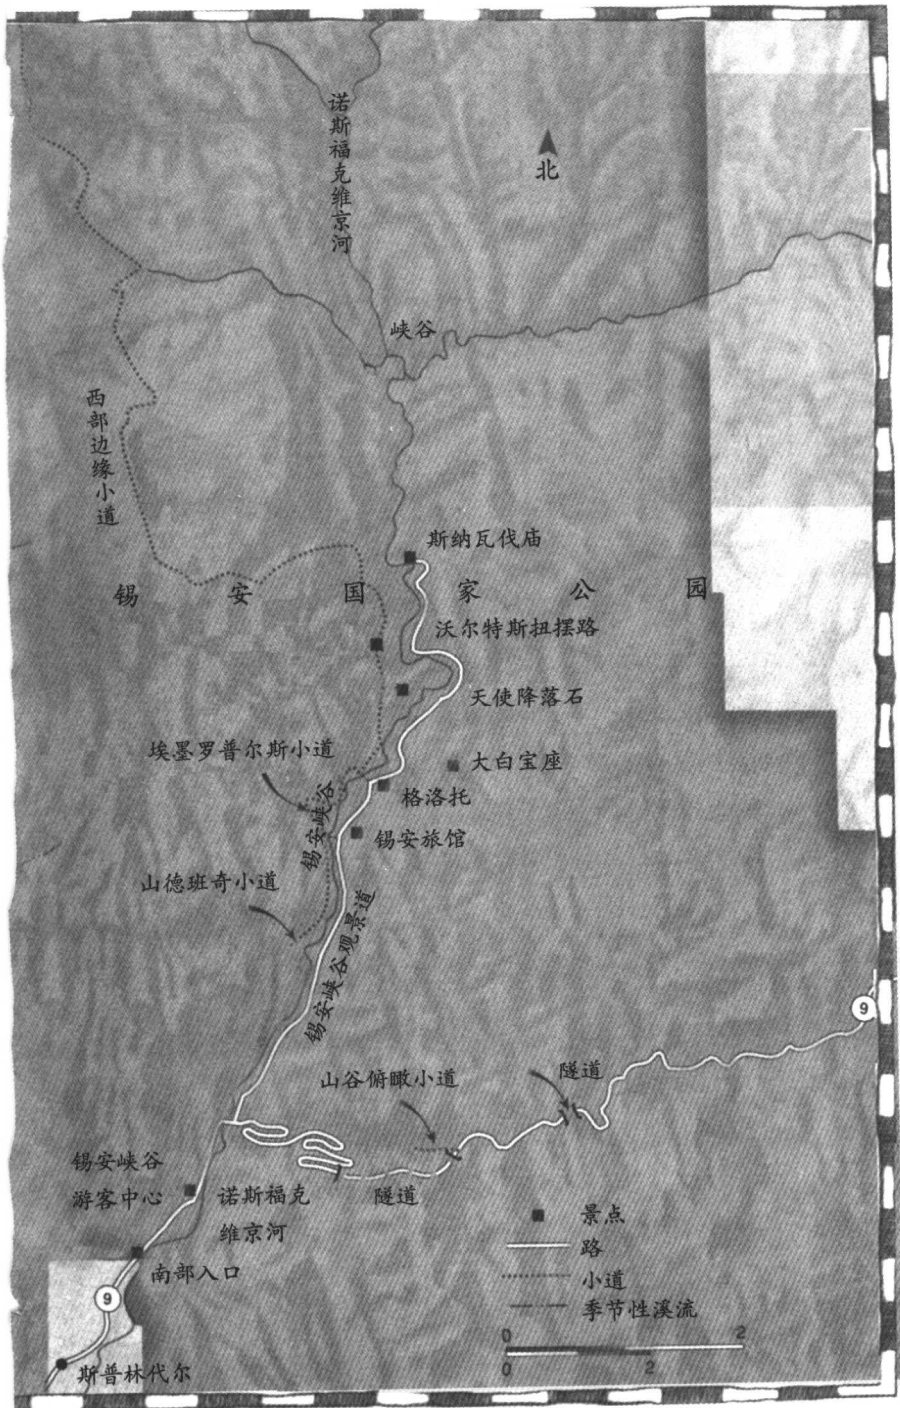 诺斯福克维京河
北
峡谷
西部边缘小道
斯纳瓦伐庙
锡安国家公园
沃尔特斯扭摆路
天使降落石
埃墨罗普尔斯小道
大白宝座
格洛托
锡安峡谷
锡安旅馆
山德班奇小道
锡安峡谷观景道
9
山谷俯瞰小道
隧道
锡安峡谷
游客中心
诺斯福克
维京河
隧道
南部入口
9
斯普林代尔
景点
路
小道
季节性溪流
0 2
0 2